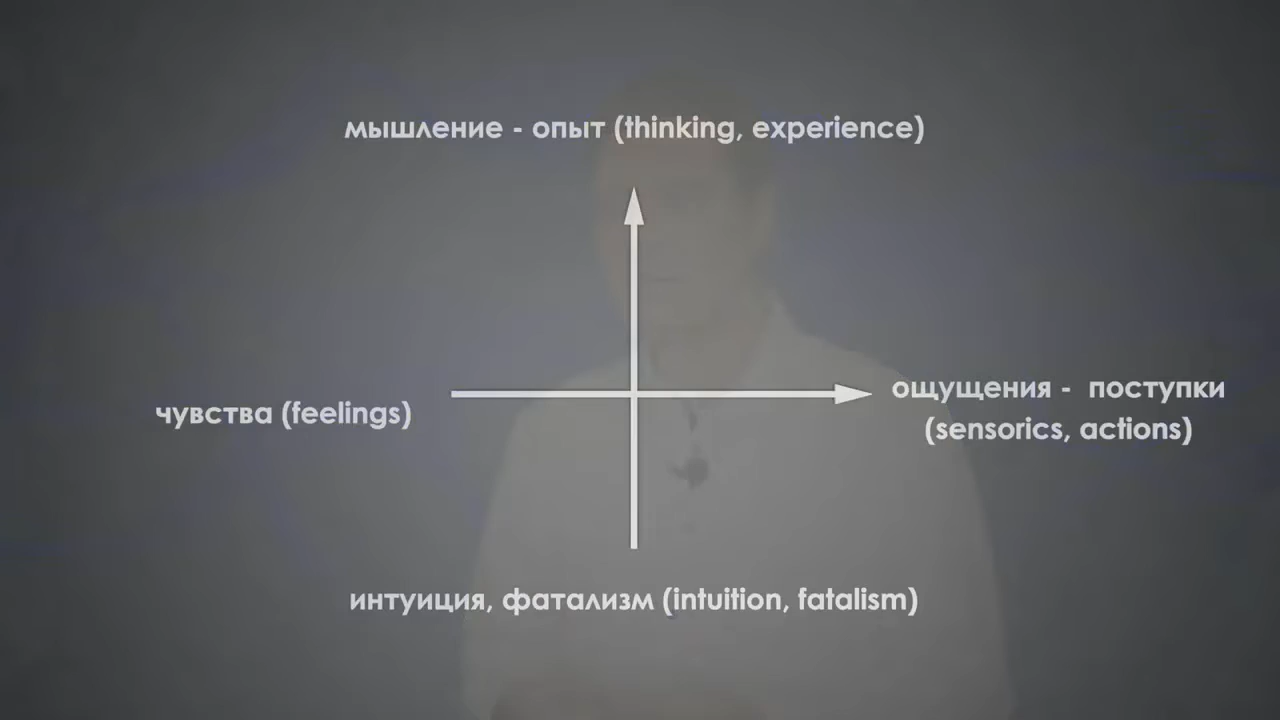 мышление - опыт (thinking, experience)
чувства (feelings)
ощущения - поступки
(sensorics, actions)
интуиция, фатализм (intuition, fatalism)